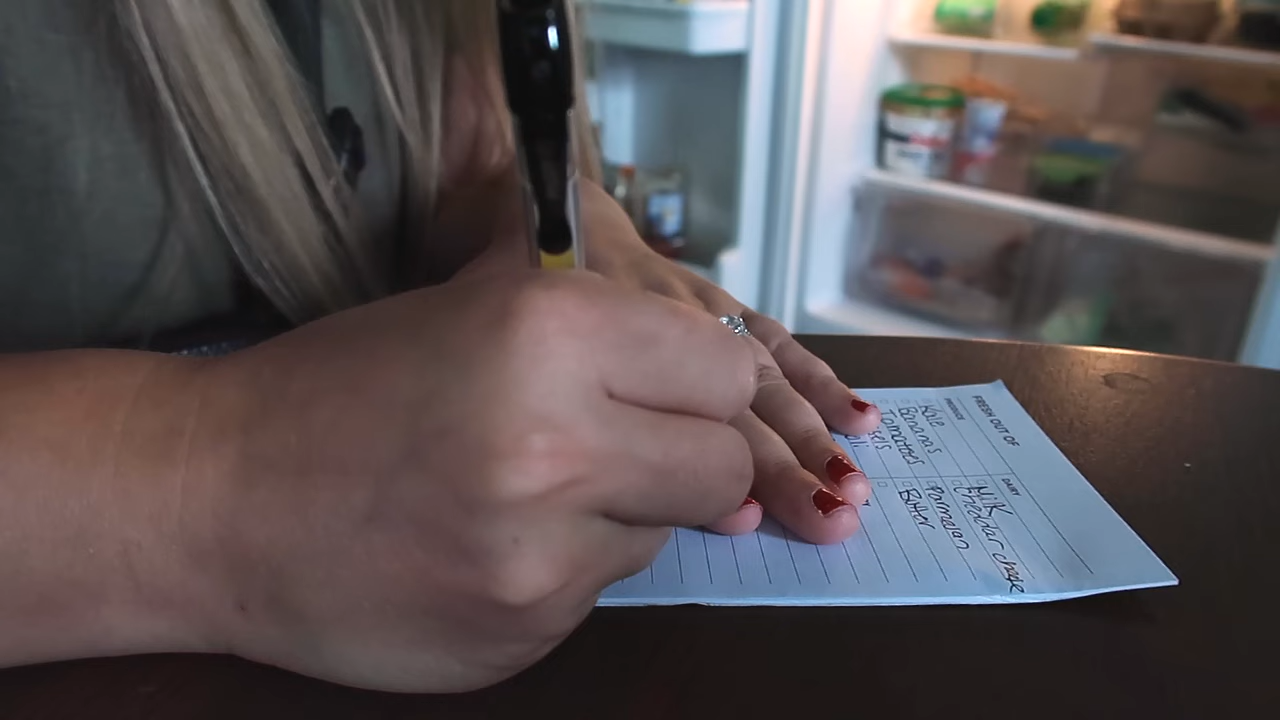 FRESH OUT OF
PRODUCE
Kale
Bananas
Tomatoes
DAIRY
Milk
Cheddar cheese
Parmesan
Butter